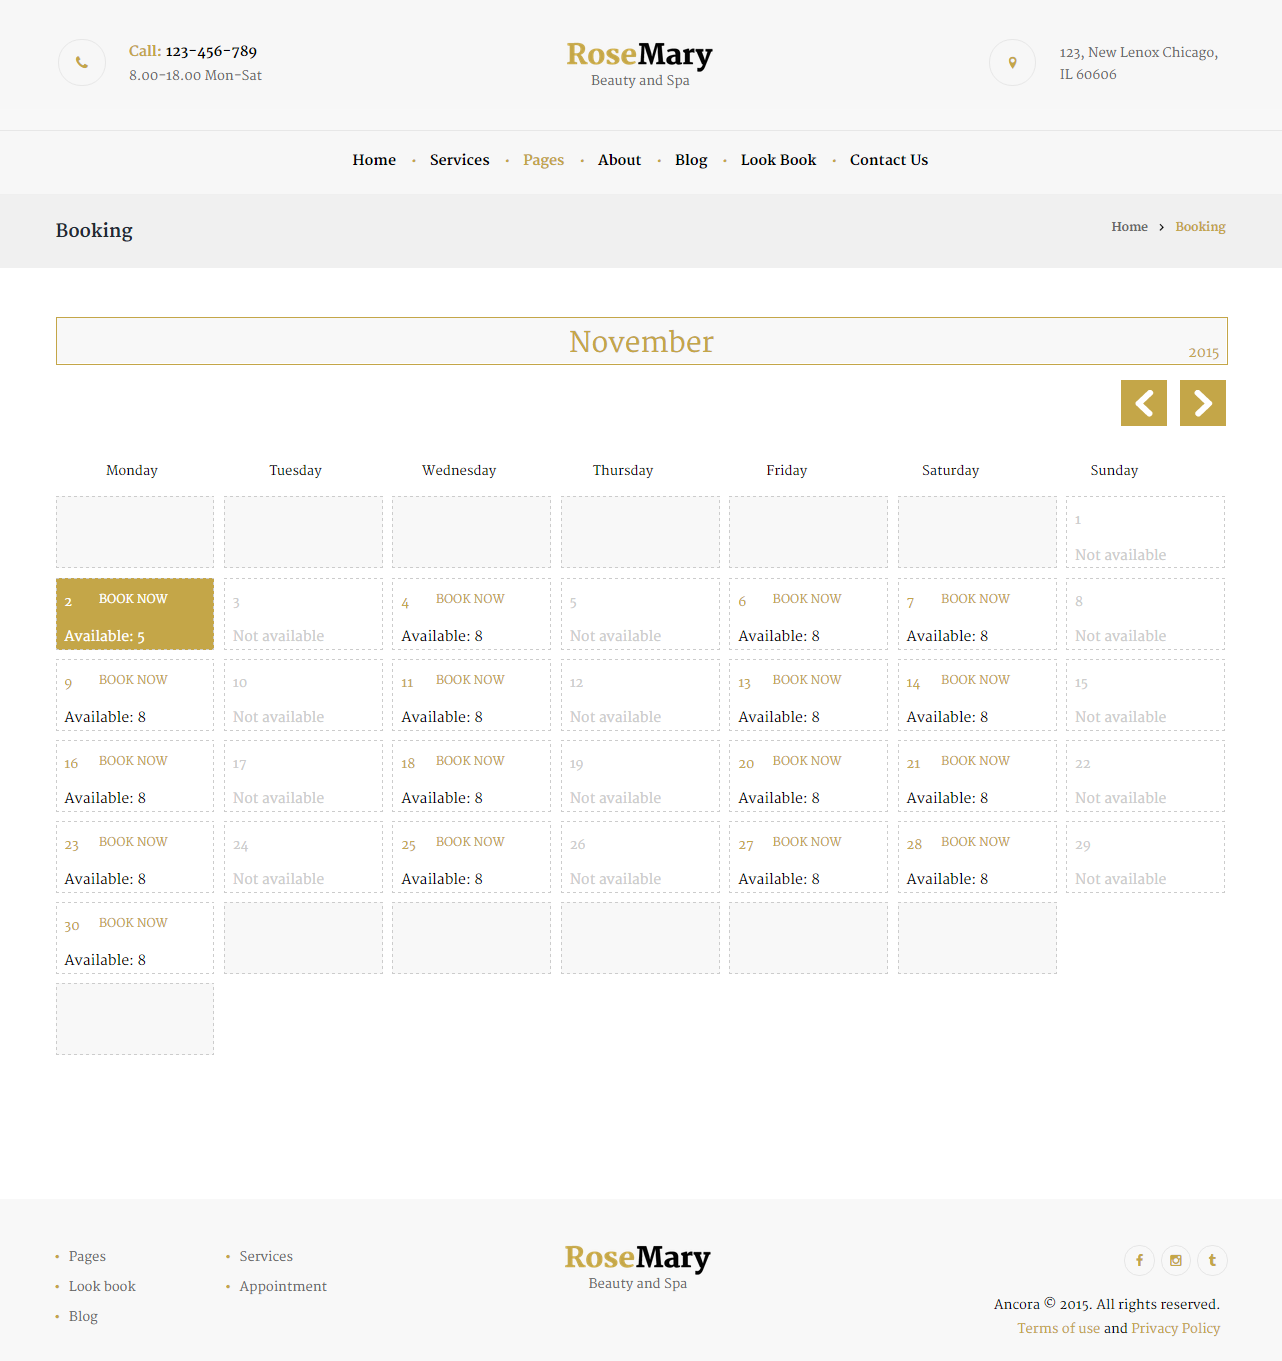 Call: 123-456-789
8.00-18.00 Mon-Sat
RoseMary
Beauty and Spa
123, New Lenox Chicago,
IL 60606
Home • Services • Pages • About • Blog • Look Book • Contact Us
Booking
Home > Booking
November
2015
Monday Tuesday Wednesday Thursday Friday Saturday Sunday
1
Not available
2 BOOK NOW 3 4 BOOK NOW 5 6 BOOK NOW 7 BOOK NOW 8
Available: 5 Not available Available: 8 Not available Available: 8 Available: 8 Not available
9 BOOK NOW 10 11 BOOK NOW 12 13 BOOK NOW 14 BOOK NOW 15
Available: 8 Not available Available: 8 Not available Available: 8 Available: 8 Not available
16 BOOK NOW 17 18 BOOK NOW 19 20 BOOK NOW 21 BOOK NOW 22
Available: 8 Not available Available: 8 Not available Available: 8 Available: 8 Not available
23 BOOK NOW 24 25 BOOK NOW 26 27 BOOK NOW 28 BOOK NOW 29
Available: 8 Not available Available: 8 Not available Available: 8 Available: 8 Not available
30 BOOK NOW
Available: 8
• Pages
• Look book
• Blog
• Services
• Appointment
RoseMary
Beauty and Spa
Ancora © 2015. All rights reserved.
Terms of use and Privacy Policy